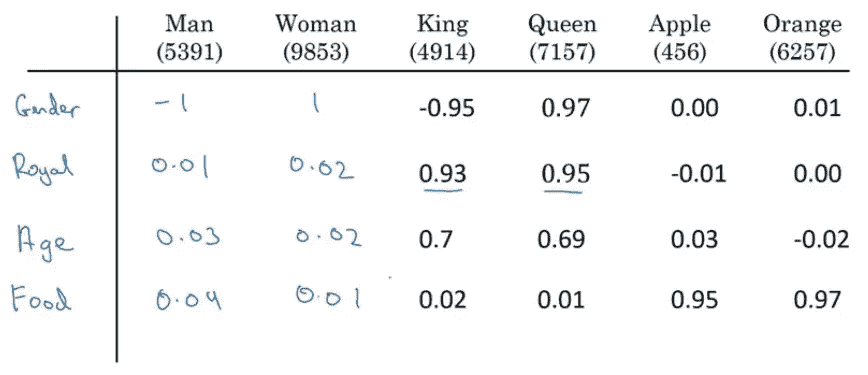 Man Woman King Queen Apple Orange
(5391) (9853) (4914) (7157) (456) (6257)
Gender -1 1 -0.95 0.97 0.00 0.01
Royal 0.01 0.02 0.93 0.95 -0.01 0.00
Age 0.03 0.02 0.7 0.69 0.03 -0.02
Food 0.04 0.01 0.02 0.01 0.95 0.97